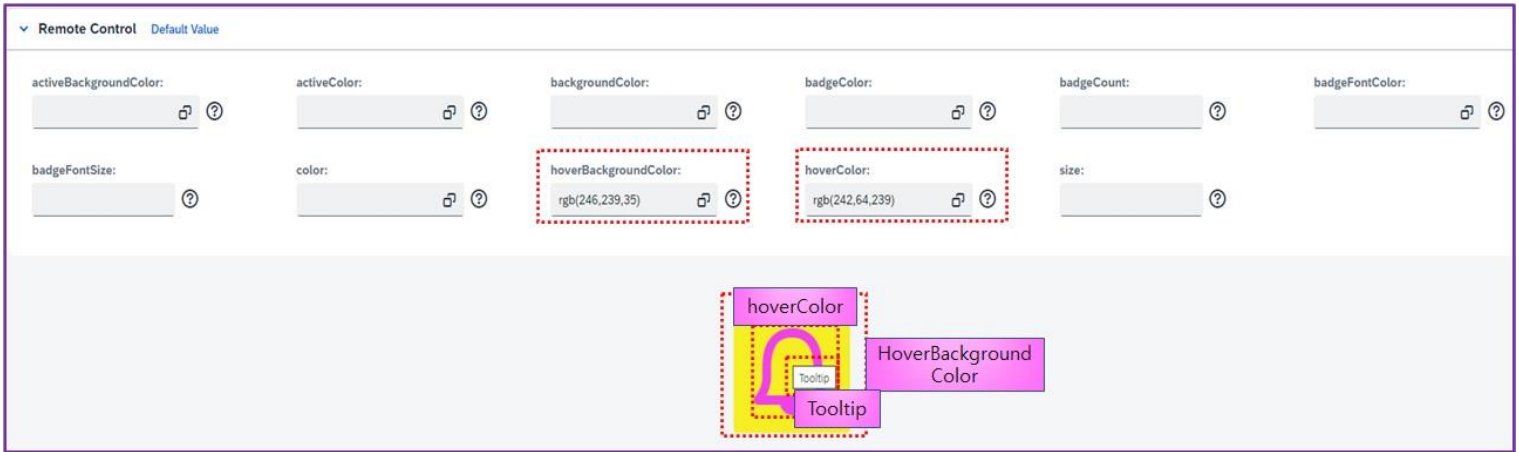 Remote Control Default Value
activeBackgroundColor: activeColor: backgroundColor: badgeColor: badgeCount: badgeFontColor:
badgeFontSize: color: hoverBackgroundColor: hoverColor: size:
rgb(246,239,35) rgb(242,64,239)
hoverColor
HoverBackground
Color
Tooltip
Tooltip